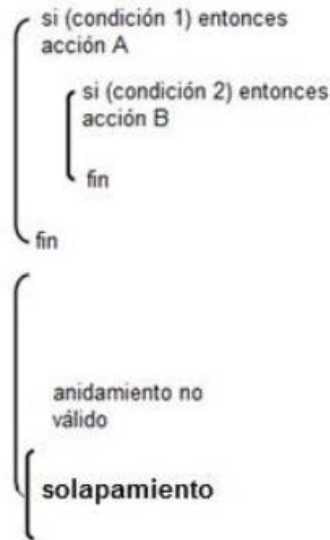 si (condición 1) entonces
acción A
si (condición 2) entonces
acción B
fin
fin
anidamiento no
válido
solapamiento